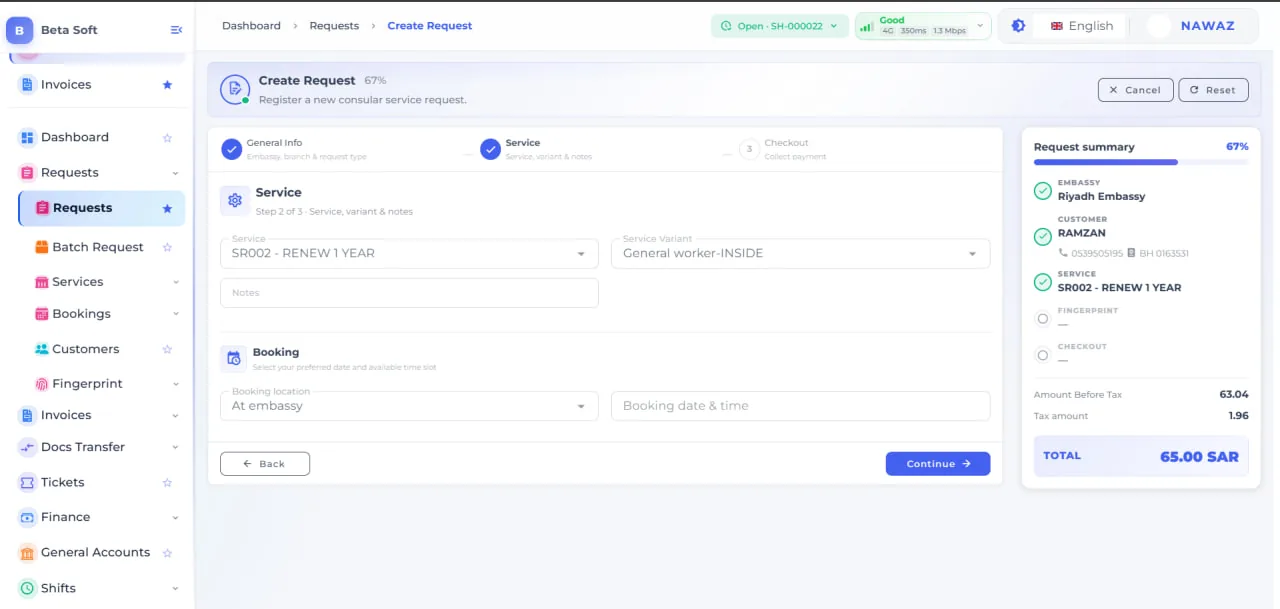 B Beta Soft
Invoices
Dashboard
Requests
Requests
Batch Request
Services
Bookings
Customers
Fingerprint
Invoices
Docs Transfer
Tickets
Finance
General Accounts
Shifts
Dashboard > Requests > Create Request
Open · SH-000022
Good
4G 350ms 1.3 Mbps
English
NAWAZ
Create Request 67%
Register a new consular service request.
Cancel
Reset
General Info
Embassy, branch & request type
Service
Service, variant & notes
3
Checkout
Collect payment
Service
Step 2 of 3 · Service, variant & notes
Service
SR002 - RENEW 1 YEAR
Service Variant
General worker-INSIDE
Notes
Booking
Select your preferred date and available time slot
Booking location
At embassy
Booking date & time
Back
Continue
Request summary 67%
EMBASSY
Riyadh Embassy
CUSTOMER
RAMZAN
0539505195 BH 0163531
SERVICE
SR002 - RENEW 1 YEAR
FINGERPRINT
—
CHECKOUT
—
Amount Before Tax 63.04
Tax amount 1.96
TOTAL 65.00 SAR